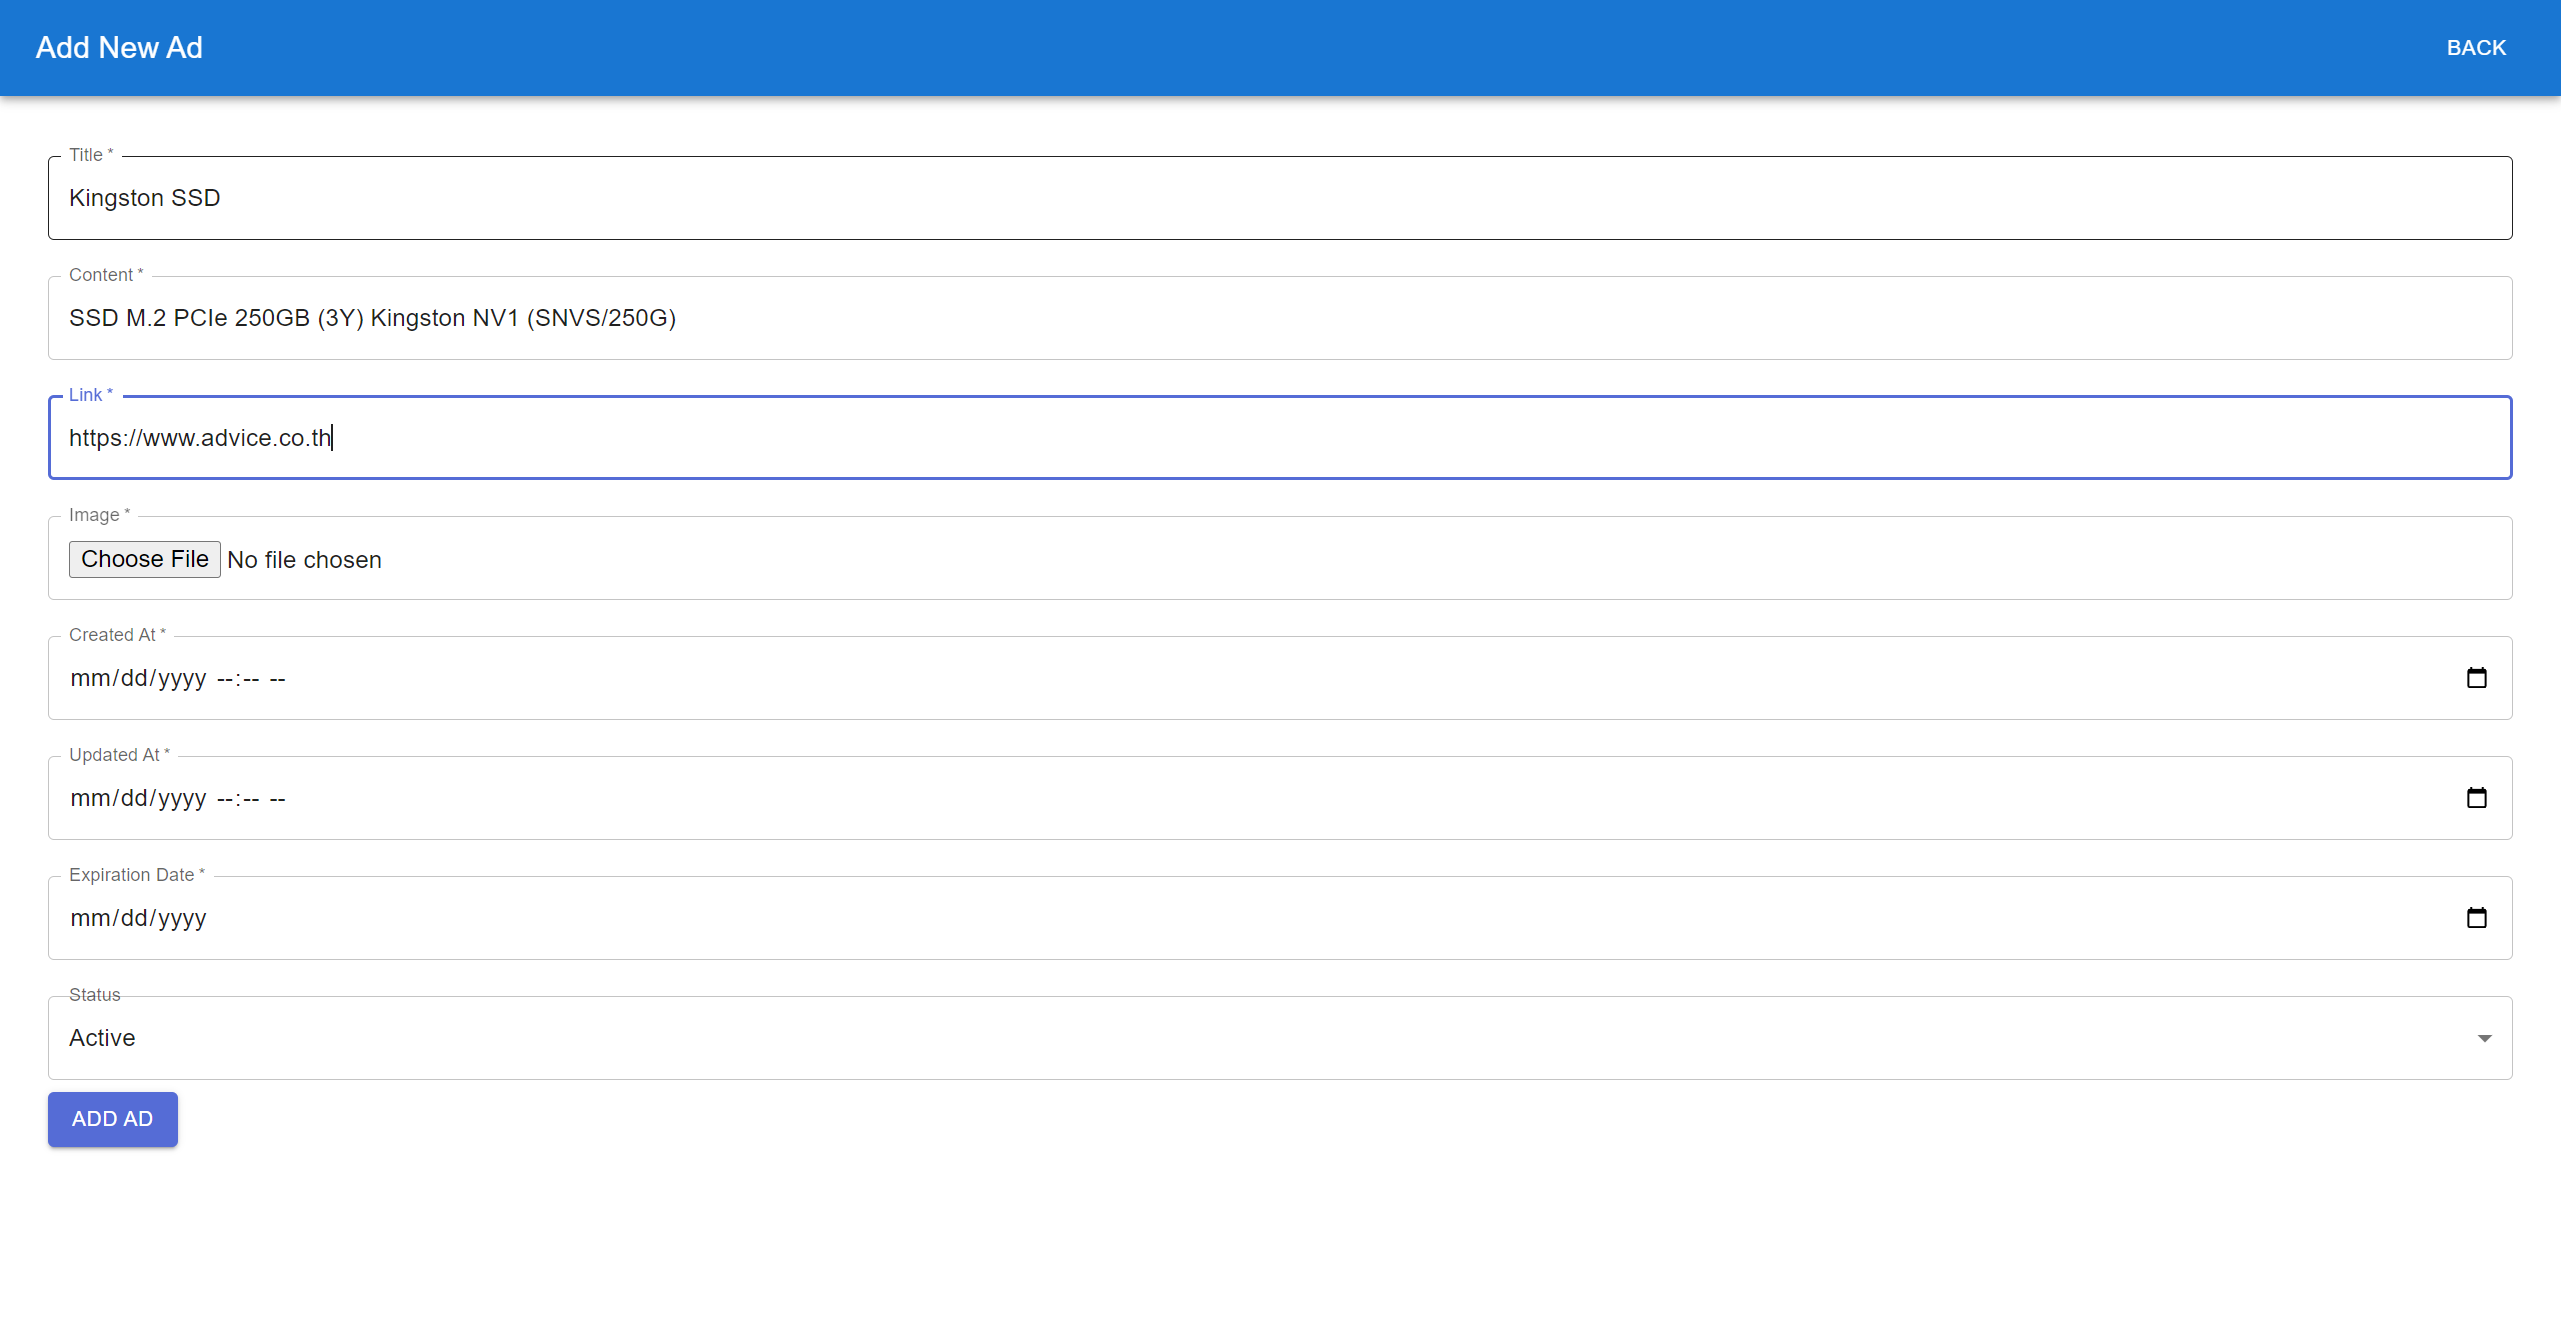 Add New Ad
BACK
Title *
Kingston SSD
Content *
SSD M.2 PCIe 250GB (3Y) Kingston NV1 (SNVS/250G)
Link *
https://www.advice.co.th
Image *
Choose File No file chosen
Created At *
mm/dd/yyyy --:-- --
Updated At *
mm/dd/yyyy --:-- --
Expiration Date *
mm/dd/yyyy
Status
Active
ADD AD